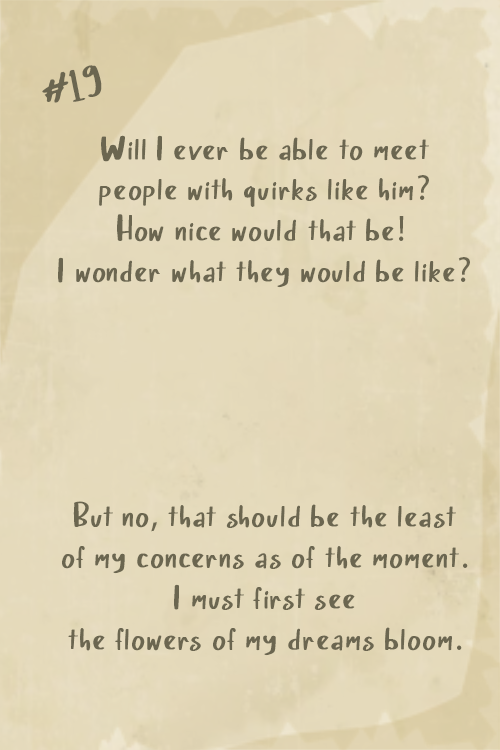 #19
Will I ever be able to meet
people with quirks like him?
How nice would that be!
I wonder what they would be like?
But no, that should be the least
of my concerns as of the moment.
I must first see
the flowers of my dreams bloom.